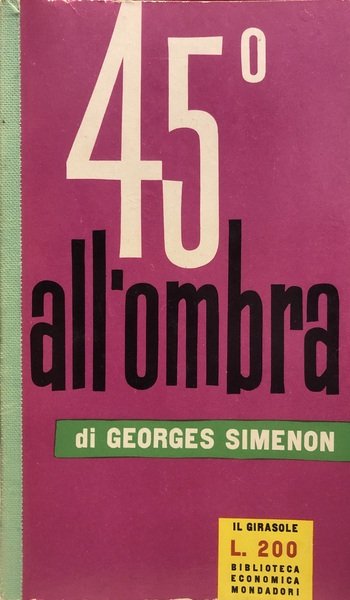 45°
all'ombra
di GEORGES SIMENON
IL GIRASOLE
L. 200
BIBLIOTECA
ECONOMICA
MONDADORI